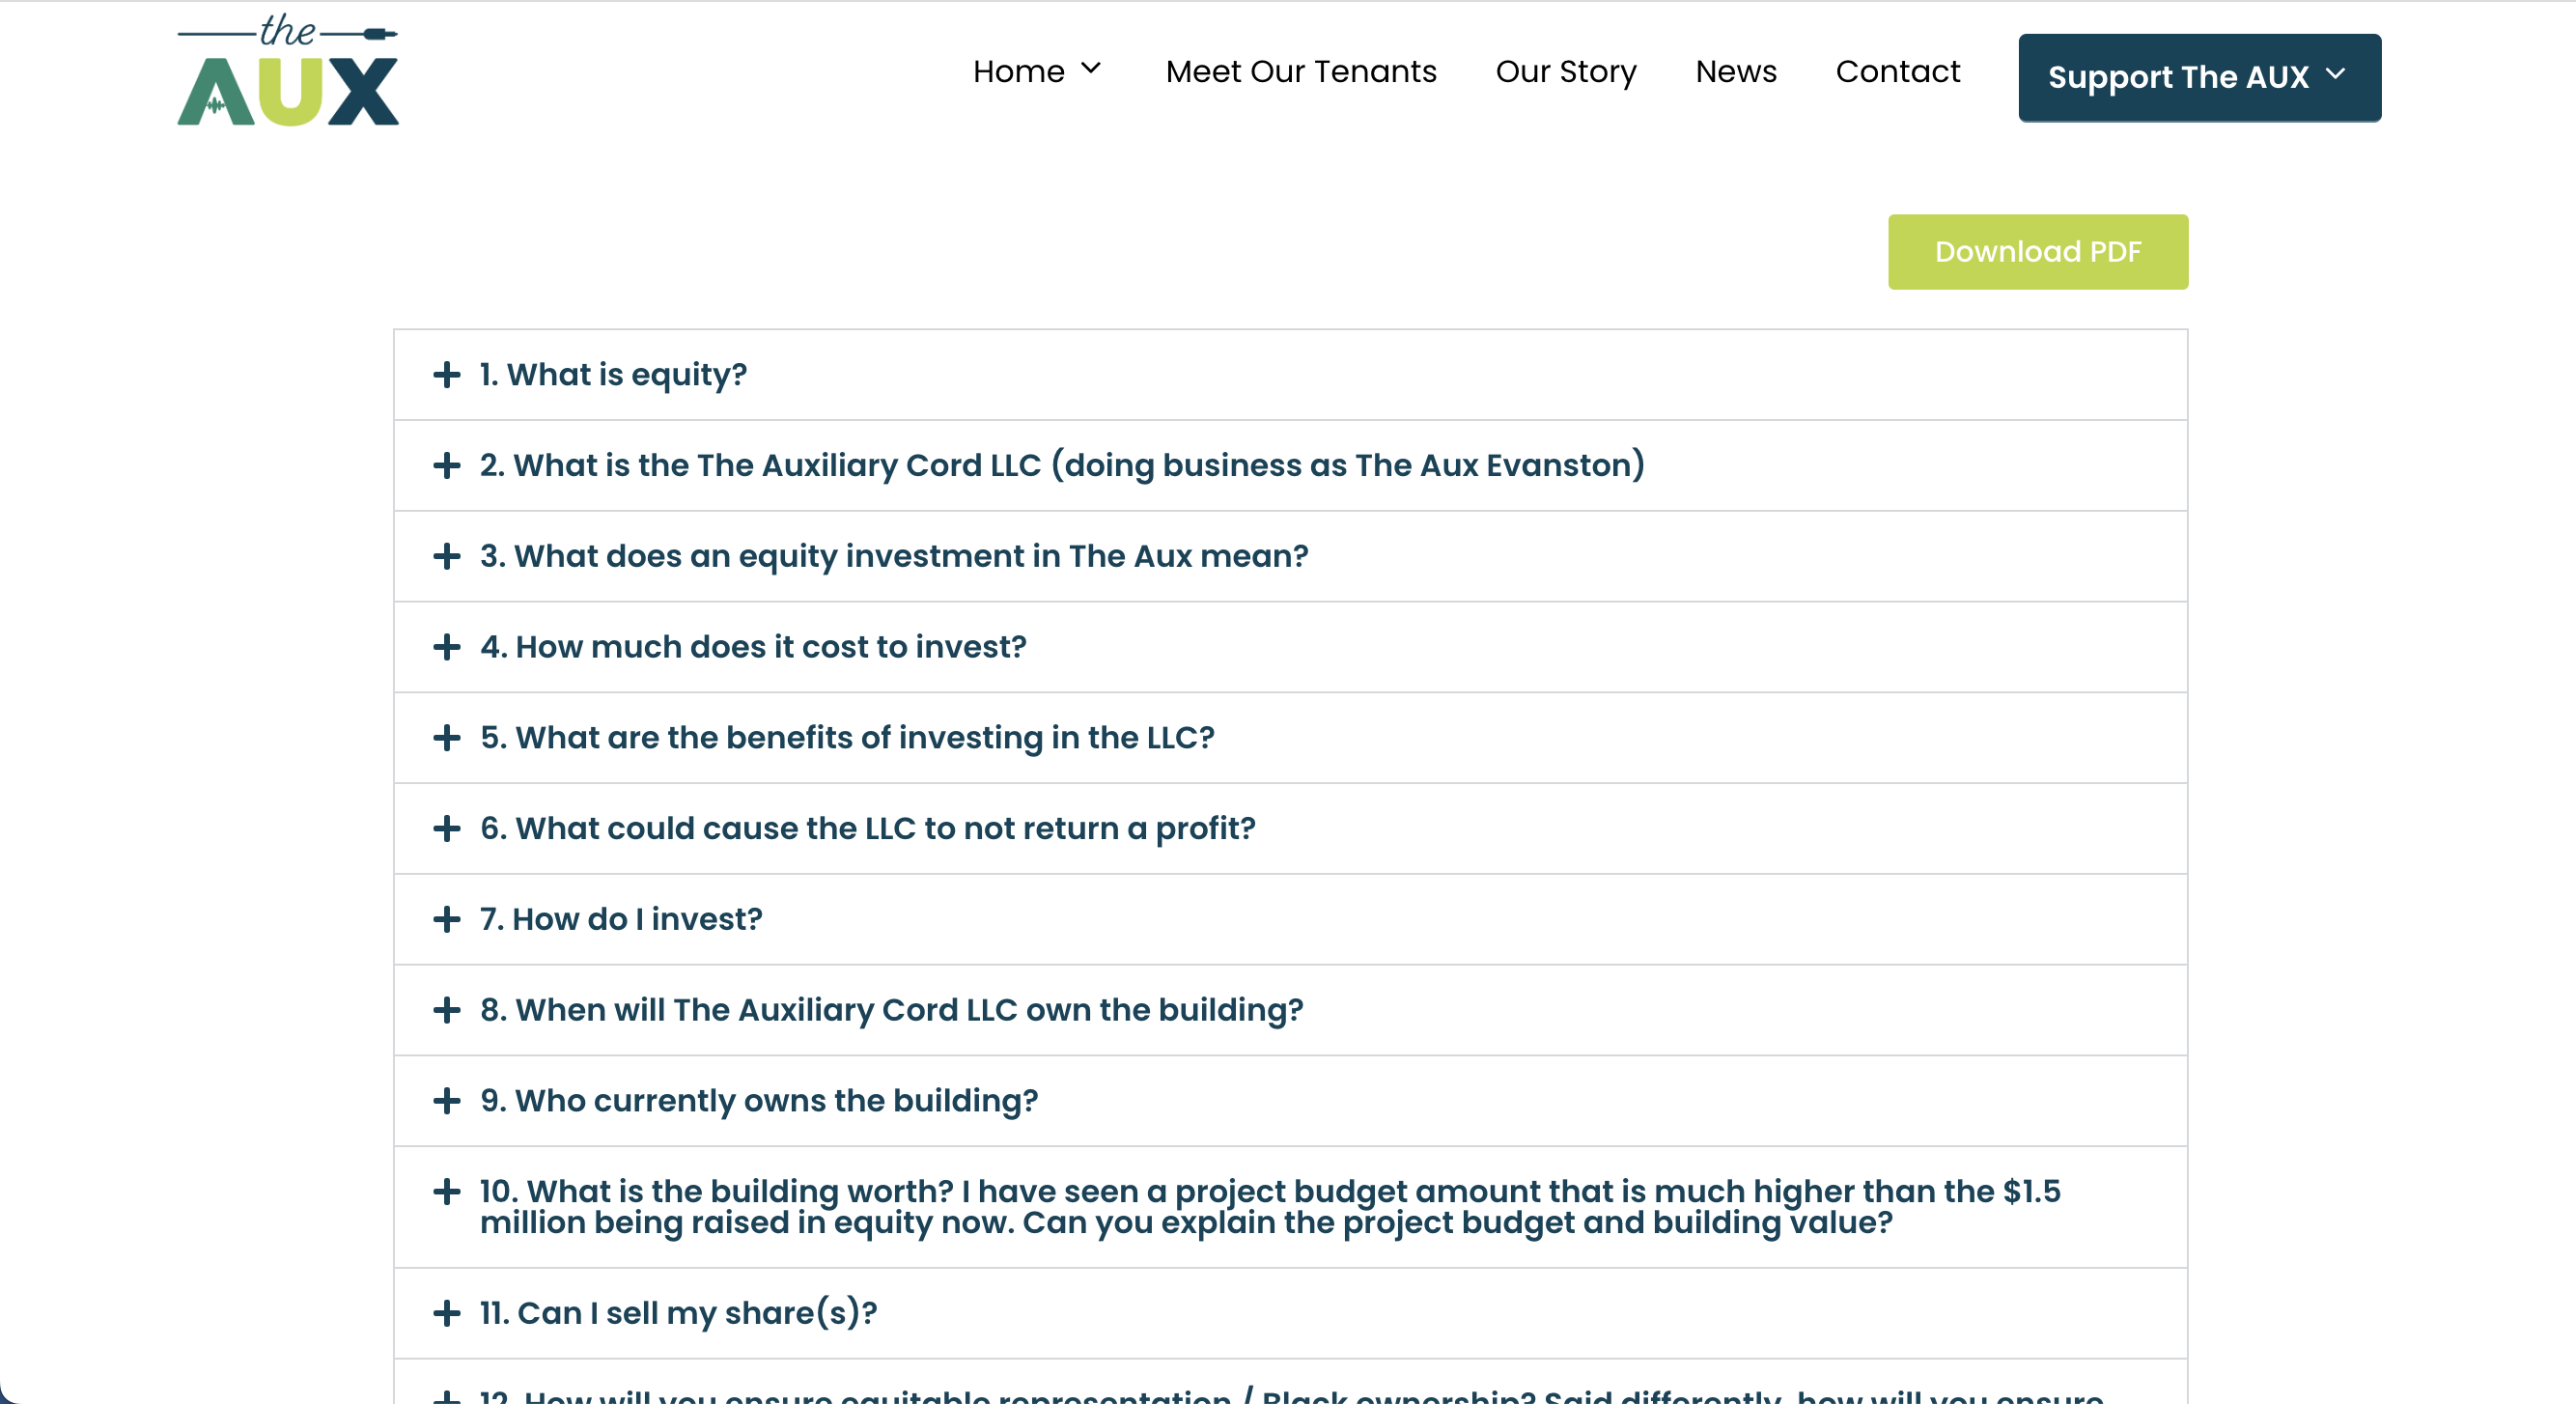 the
AUX
Home
Meet Our Tenants
Our Story
News
Contact
Support The AUX
Download PDF
1. What is equity?
2. What is the The Auxiliary Cord LLC (doing business as The Aux Evanston)
3. What does an equity investment in The Aux mean?
4. How much does it cost to invest?
5. What are the benefits of investing in the LLC?
6. What could cause the LLC to not return a profit?
7. How do I invest?
8. When will The Auxiliary Cord LLC own the building?
9. Who currently owns the building?
10. What is the building worth? I have seen a project budget amount that is much higher than the $1.5
million being raised in equity now. Can you explain the project budget and building value?
11. Can I sell my share(s)?
12. How will you ensure equitable representation / Black ownership? Said differently, how will you ensure